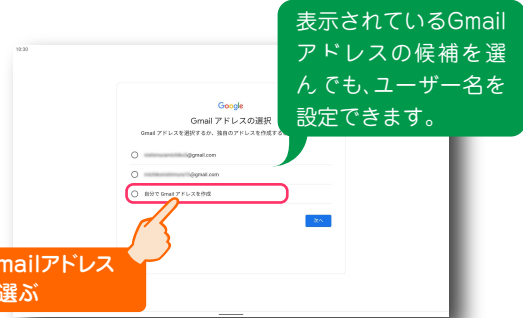 表示されているGmail
アドレスの候補を選
んでも、ユーザー名を
設定できます。
10:30
Google
Gmail アドレスの選択
Gmail アドレスを選択するか、独自のアドレスを作成する
@gmail.com
@gmail.com
自分で Gmail アドレスを作成
次へ
mailアドレス
選ぶ